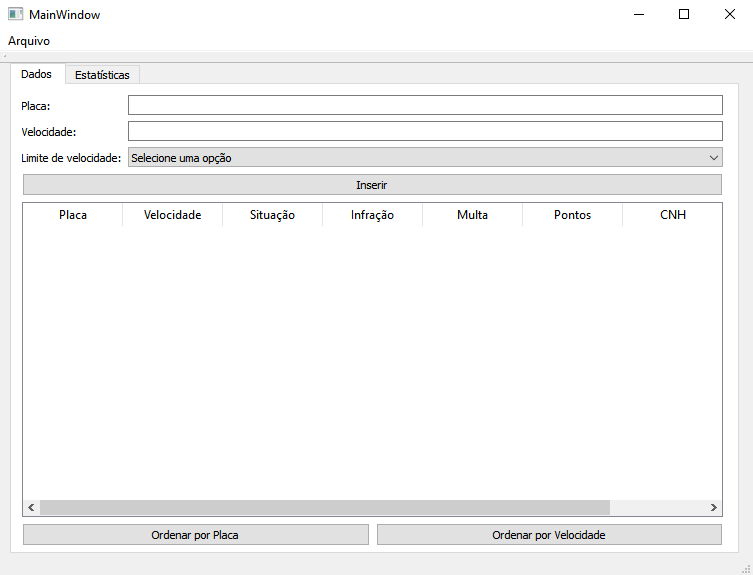 MainWindow
Arquivo
Dados Estatísticas
Placa:
Velocidade:
Limite de velocidade: Selecione uma opção
Inserir
Placa Velocidade Situação Infração Multa Pontos CNH
Ordenar por Placa Ordenar por Velocidade